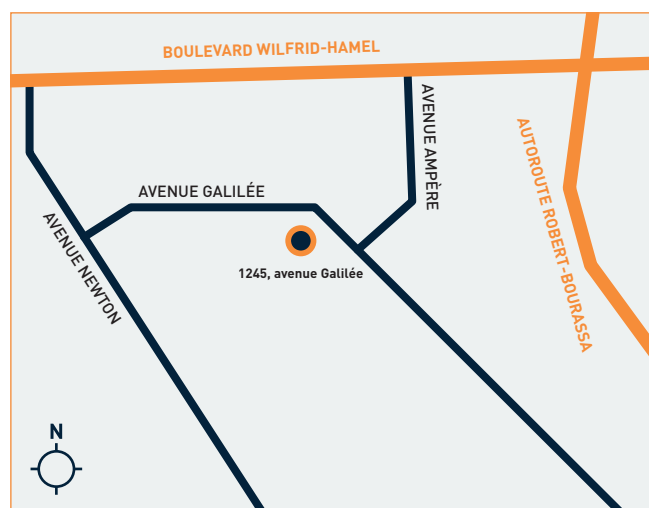 BOULEVARD WILFRID-HAMEL
AVENUE AMPÈRE
AUTOROUTE ROBERT-BOURASSA
AVENUE GALILÉE
AVENUE NEWTON
1245, avenue Galilée
N